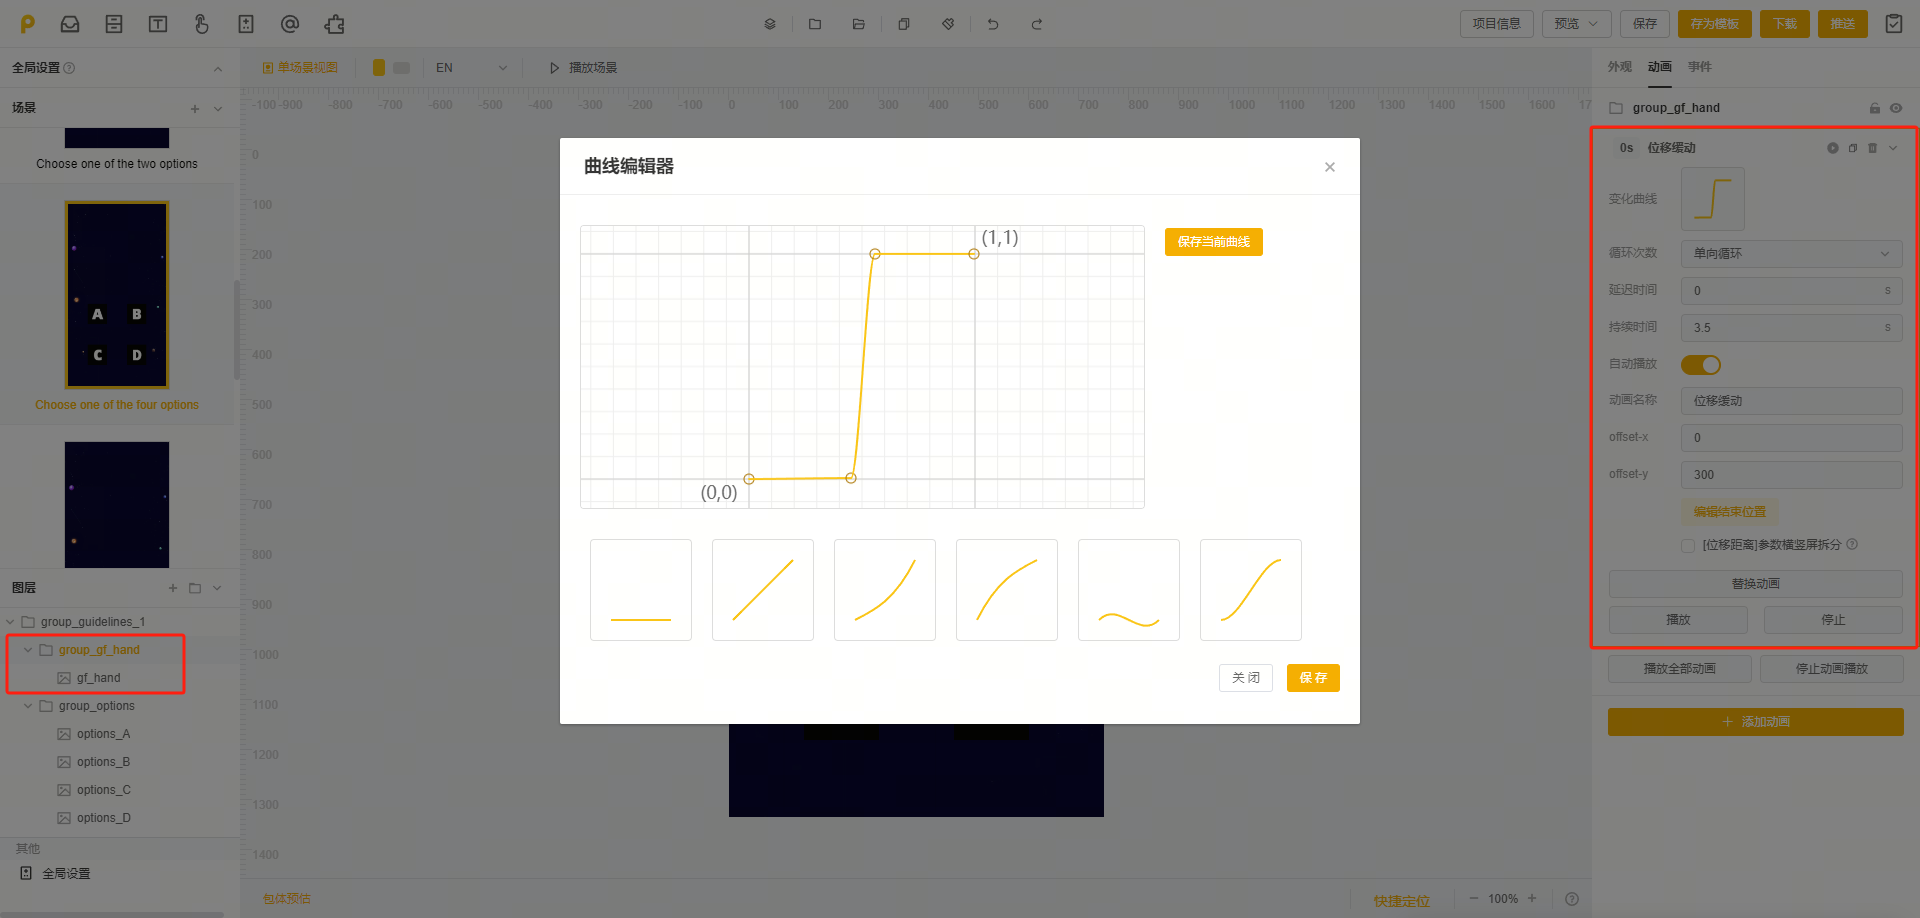 项目信息
预览
保存
存为模板
下载
推送
全局设置
单场景视图
EN
播放场景
外观
动画
事件
场景
-100 -900 -800 -700 -600 -500 -400 -300 -200 -100 0 100 200 300 400 500 600 700 800 900 1000 1100 1200 1300 1400 1500 1600 17
group_gf_hand
Choose one of the two options
A B
C D
Choose one of the four options
0
100
200
300
400
500
600
700
800
900
1000
1100
1200
1300
1400
曲线编辑器
(1,1)
(0,0)
保存当前曲线
关 闭
保 存
0s 位移缓动
变化曲线
循环次数 单向循环
延迟时间 0 s
持续时间 3.5 s
自动播放
动画名称 位移缓动
offset-x 0
offset-y 300
编辑结束位置
[位移距离]参数横竖屏拆分
替换动画
播放
停止
播放全部动画
停止动画播放
添加动画
图层
group_guidelines_1
group_gf_hand
gf_hand
group_options
options_A
options_B
options_C
options_D
其他
全局设置
包体预估
快捷定位
100%